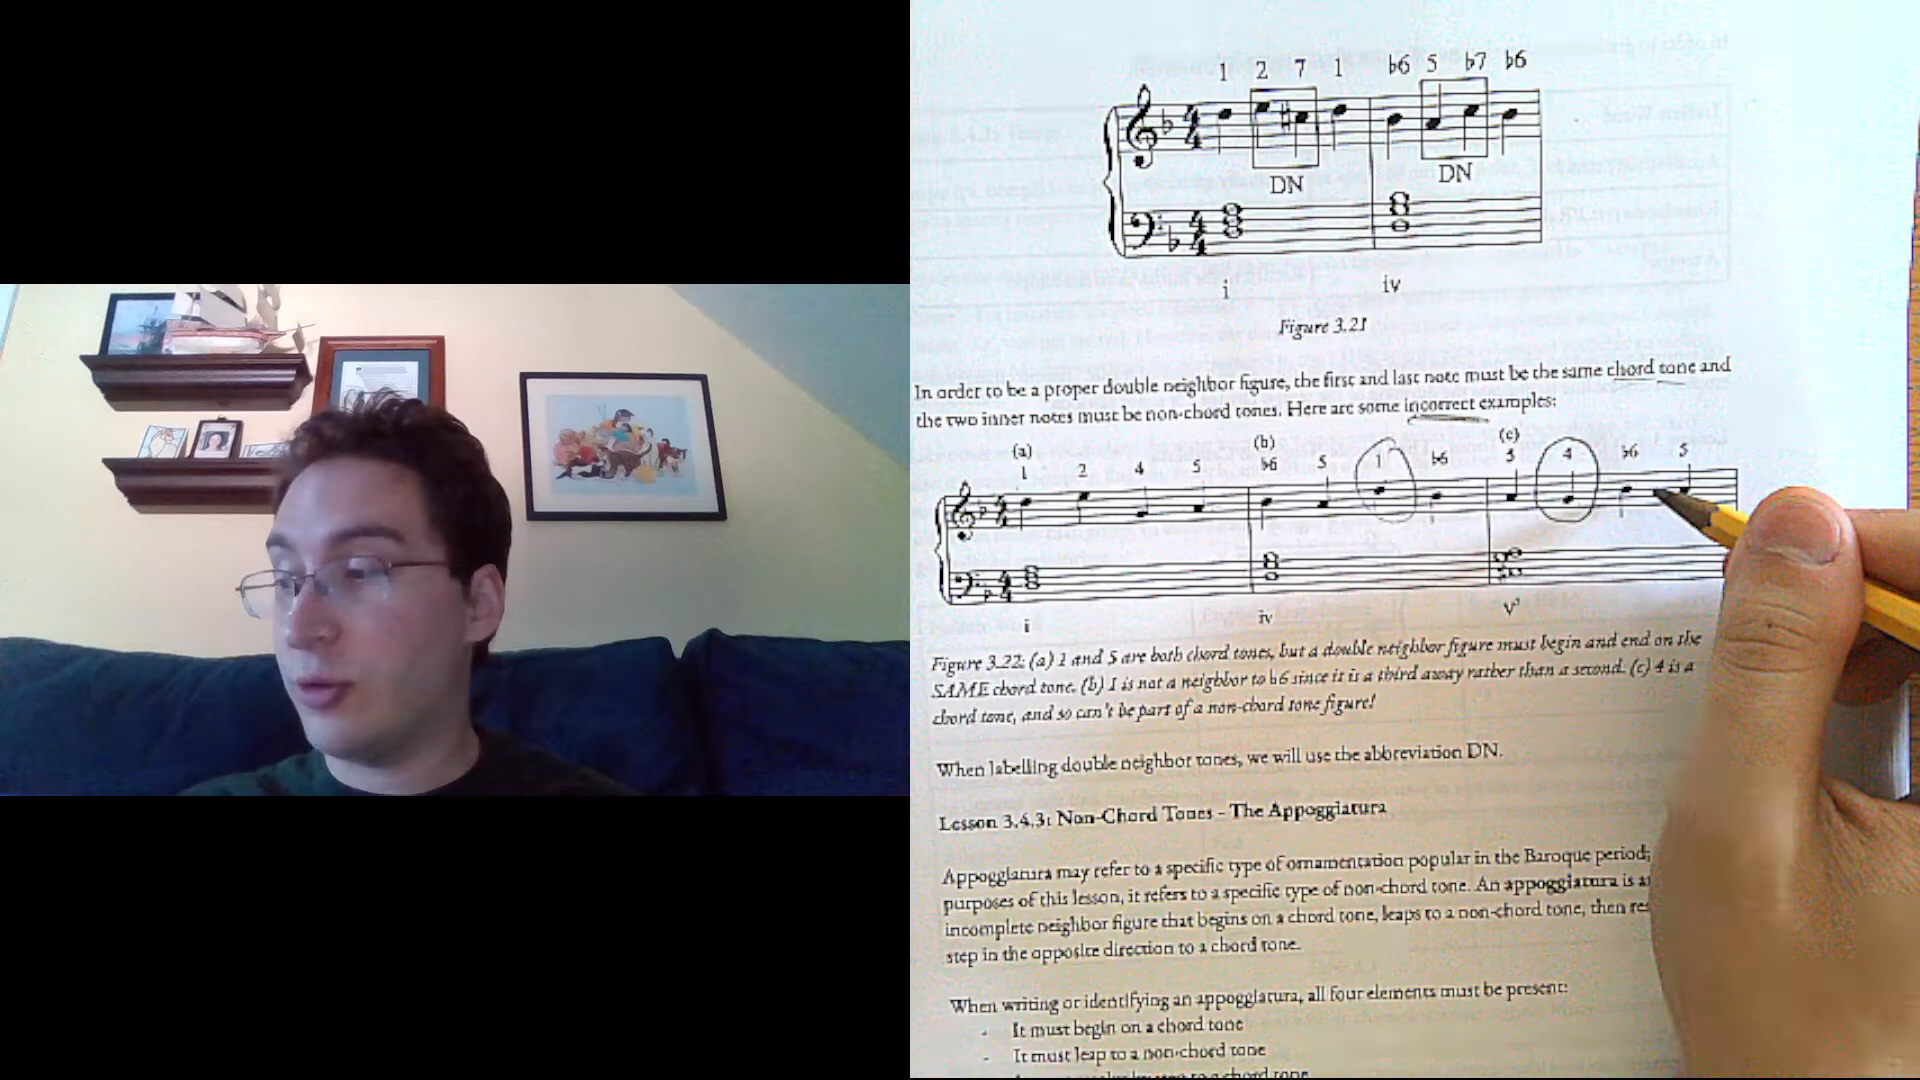 1 2 7 1 b6 5 b7 b6
DN DN
i iv
Figure 3.21
In order to be a proper double neighbor figure, the first and last note must be the same chord tone and
the two inner notes must be non-chord tones. Here are some incorrect examples:
(a) (b) (c)
1 2 4 5 b6 5 1 b6 5 4 b6 5
i iv V7
Figure 3.22: (a) 1 and 5 are both chord tones, but a double neighbor figure must begin and end on the
SAME chord tone. (b) 1 is not a neighbor to b6 since it is a third away rather than a second. (c) 4 is a
chord tone, and so can't be part of a non-chord tone figure!
When labelling double neighbor tones, we will use the abbreviation DN.
Lesson 3.4.3: Non-Chord Tones - The Appoggiatura
Appoggiatura may refer to a specific type of ornamentation popular in the Baroque period;
purposes of this lesson, it refers to a specific type of non-chord tone. An appoggiatura is
incomplete neighbor figure that begins on a chord tone, leaps to a non-chord tone, then
step in the opposite direction to a chord tone.
When writing or identifying an appoggiatura, all four elements must be present:
- It must begin on a chord tone
- It must leap to a non-chord tone